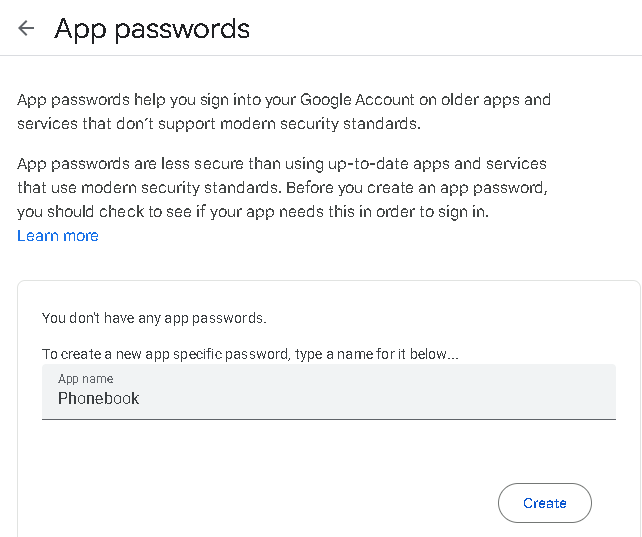 App passwords
App passwords help you sign into your Google Account on older apps and
services that don’t support modern security standards.
App passwords are less secure than using up-to-date apps and services
that use modern security standards. Before you create an app password,
you should check to see if your app needs this in order to sign in.
Learn more
You don't have any app passwords.
To create a new app specific password, type a name for it below...
App name
Phonebook
Create